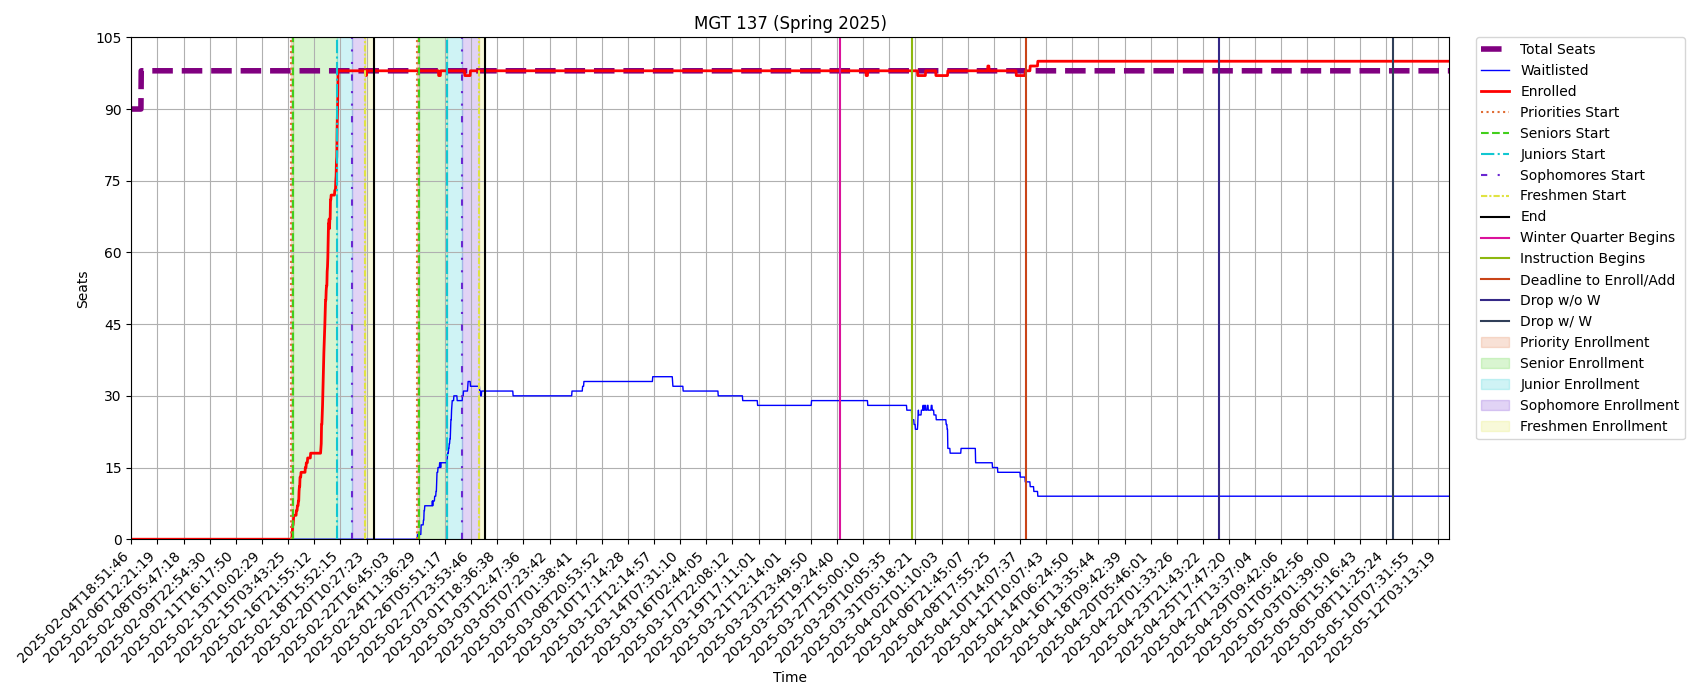 MGT 137 (Spring 2025)
105
90
75
60
45
30
15
0
Seats
2025-02-04T18:51:46
2025-02-06T12:21:19
2025-02-08T05:47:18
2025-02-09T22:54:30
2025-02-11T16:17:50
2025-02-13T10:02:29
2025-02-15T03:43:25
2025-02-16T21:55:12
2025-02-18T15:52:15
2025-02-20T10:27:23
2025-02-22T16:45:03
2025-02-24T11:36:29
2025-02-26T05:51:17
2025-02-27T23:53:46
2025-03-01T18:36:38
2025-03-03T12:47:36
2025-03-05T07:23:42
2025-03-07T01:38:41
2025-03-08T20:53:52
2025-03-10T17:14:28
2025-03-12T12:14:57
2025-03-14T07:31:10
2025-03-16T02:44:05
2025-03-17T22:08:12
2025-03-19T17:11:01
2025-03-21T12:14:01
2025-03-23T23:49:50
2025-03-25T19:24:40
2025-03-27T15:00:10
2025-03-29T10:05:35
2025-03-31T05:18:21
2025-04-02T01:10:03
2025-04-06T21:45:07
2025-04-08T17:55:25
2025-04-10T14:07:37
2025-04-12T10:07:43
2025-04-14T06:24:50
2025-04-16T13:35:44
2025-04-18T09:42:39
2025-04-20T05:46:01
2025-04-22T01:33:26
2025-04-23T21:43:22
2025-04-25T17:47:20
2025-04-27T13:37:04
2025-04-29T09:42:06
2025-05-01T05:42:56
2025-05-03T01:39:00
2025-05-06T15:16:43
2025-05-08T11:25:24
2025-05-10T07:31:55
2025-05-12T03:13:19
Time
Total Seats
Waitlisted
Enrolled
Priorities Start
Seniors Start
Juniors Start
Sophomores Start
Freshmen Start
End
Winter Quarter Begins
Instruction Begins
Deadline to Enroll/Add
Drop w/o W
Drop w/ W
Priority Enrollment
Senior Enrollment
Junior Enrollment
Sophomore Enrollment
Freshmen Enrollment